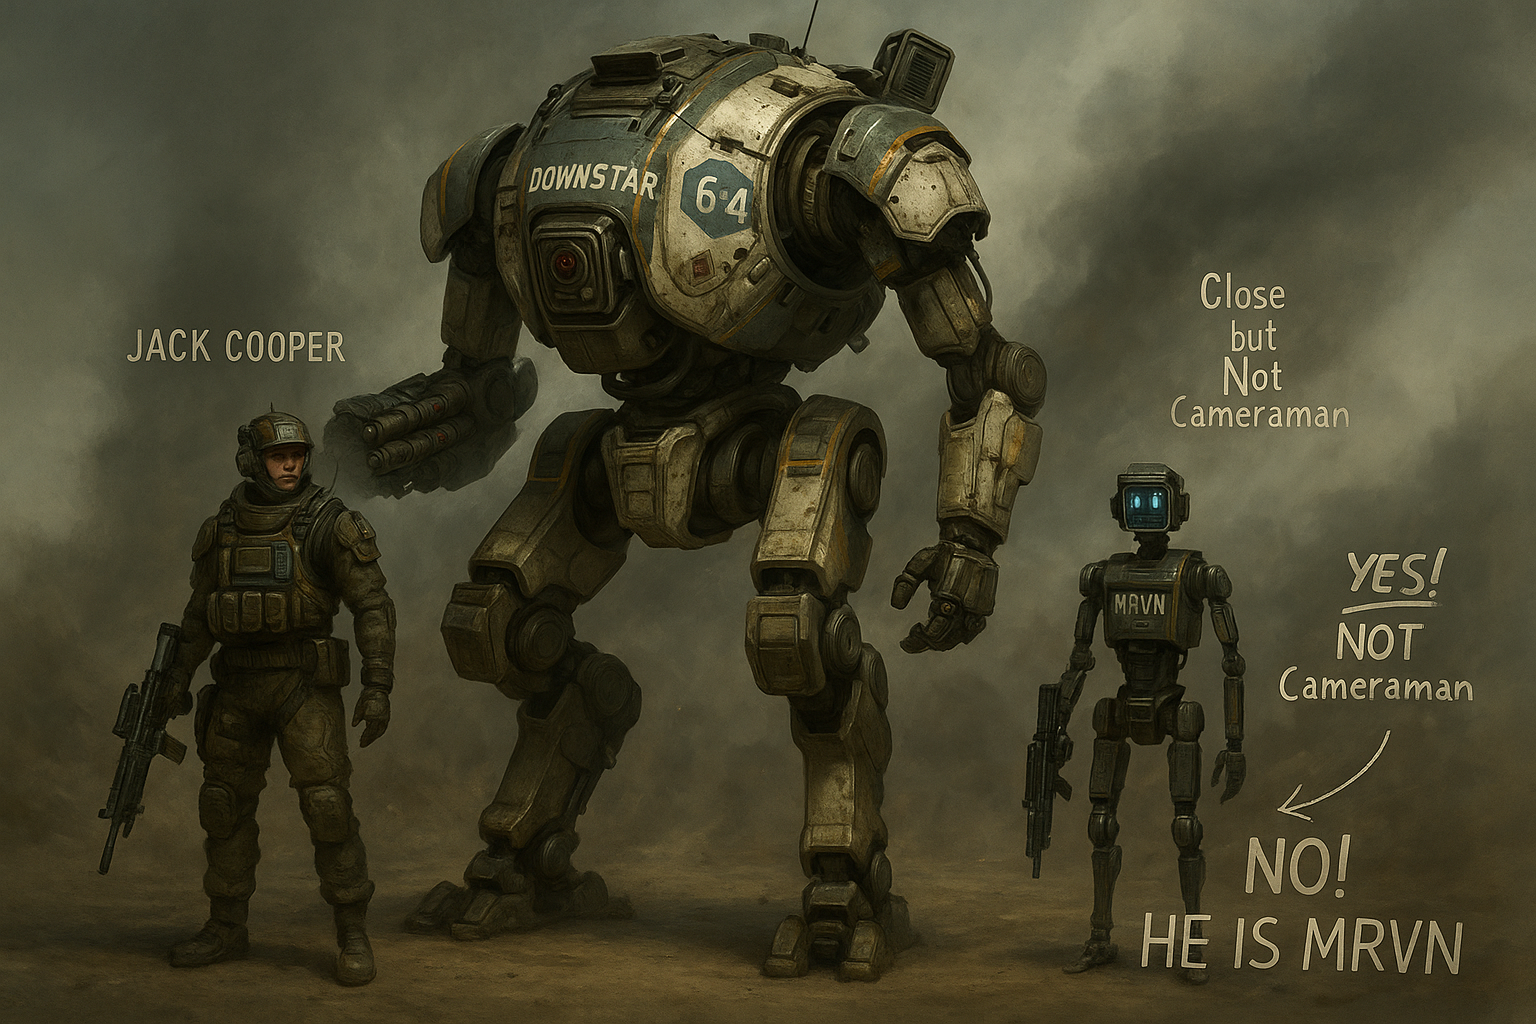 DOWNSTAR
6-4
JACK COOPER
Close
but
Not
Cameraman
YES!
NOT
Cameraman
MRVN
NO!
HE IS MRVN